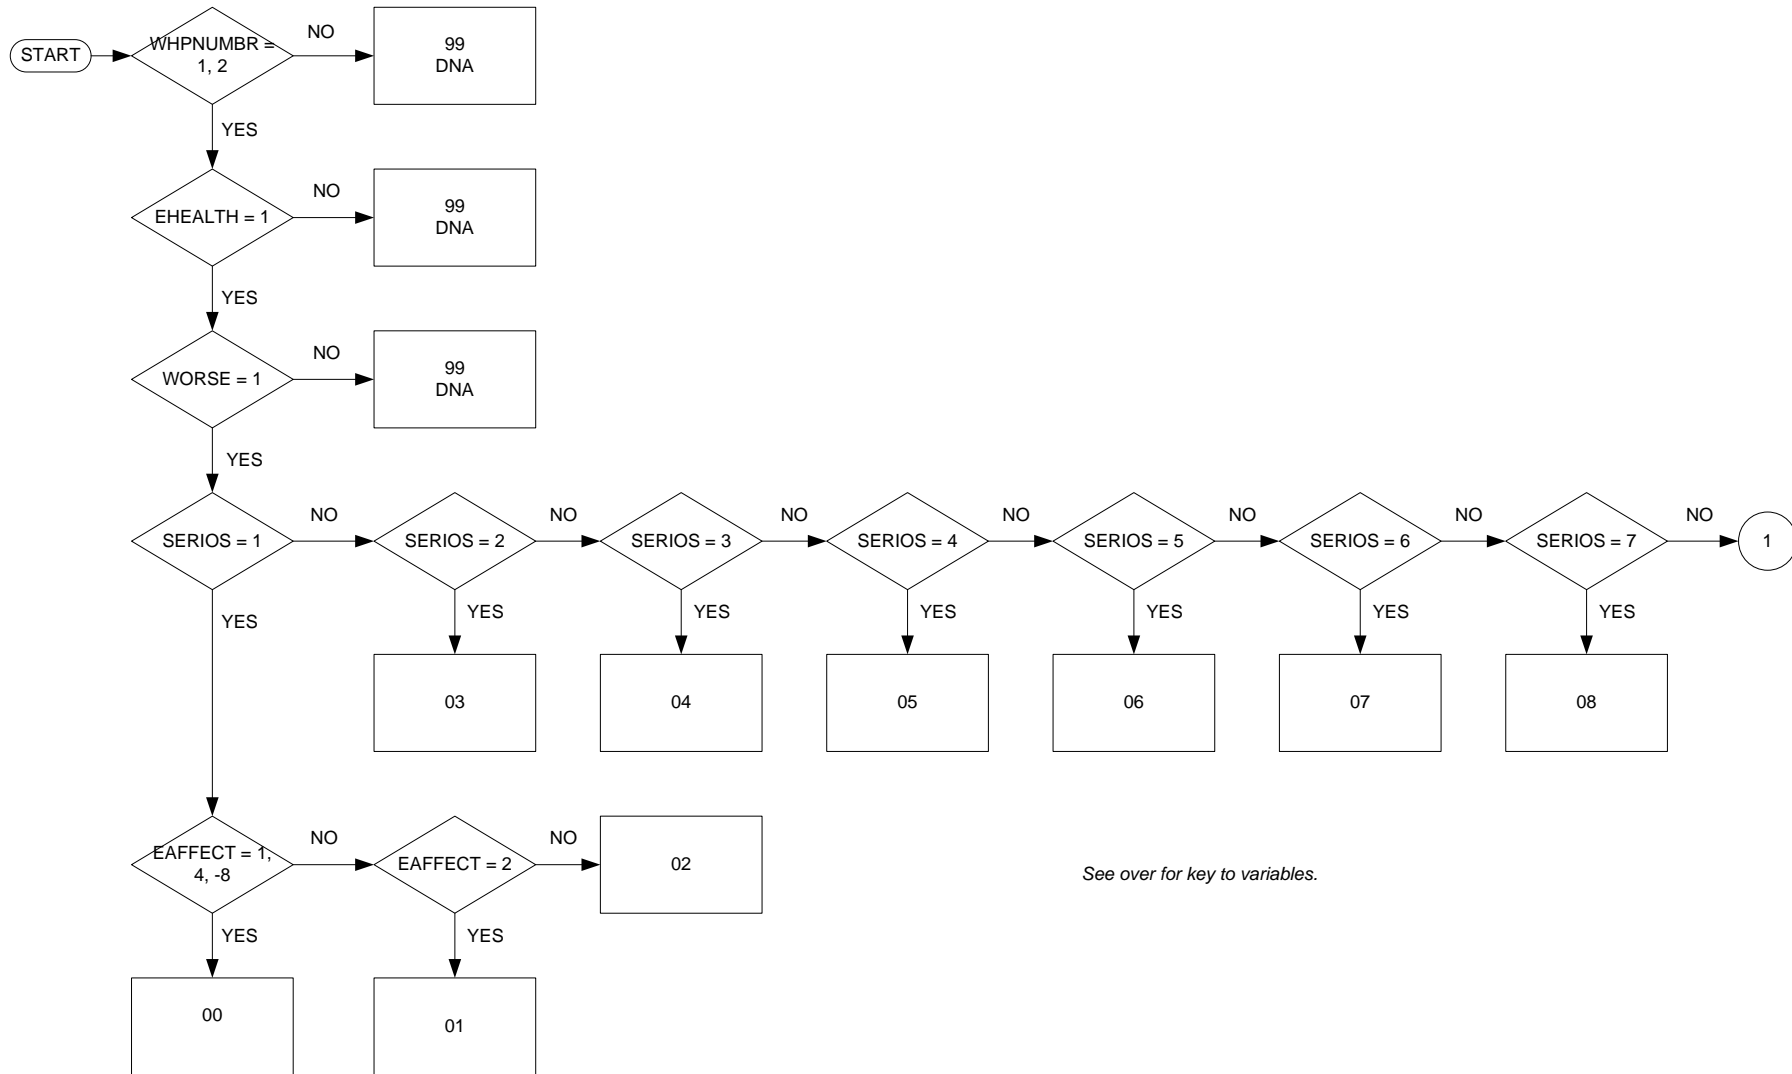 START
WHPNUMBR =
1, 2
NO
99
DNA
YES
EHEALTH = 1
NO
99
DNA
YES
WORSE = 1
NO
99
DNA
YES
SERIOS = 1
NO
SERIOS = 2
NO
SERIOS = 3
NO
SERIOS = 4
NO
SERIOS = 5
NO
SERIOS = 6
NO
SERIOS = 7
NO
1
YES
YES
YES
YES
YES
YES
YES
03
04
05
06
07
08
EAFFECT = 1,
4, -8
NO
EAFFECT = 2
NO
02
See over for key to variables.
YES
YES
00
01